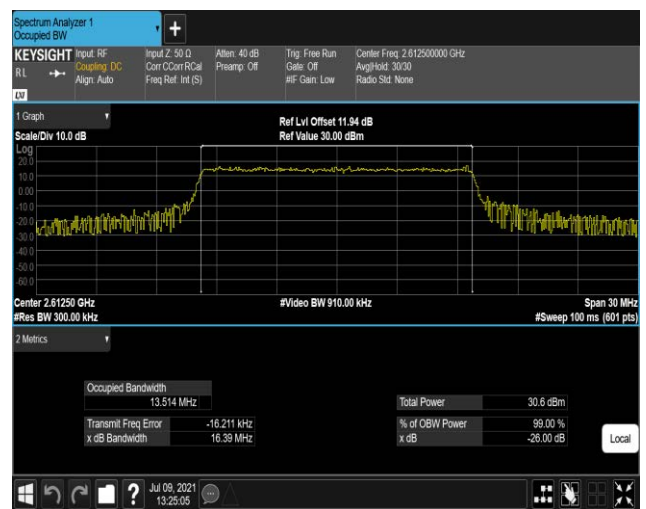 Spectrum Analyzer 1
Occupied BW
+
KEYSIGHT
RL
LXI
Input: RF
Coupling: DC
Align: Auto
Input Z: 50 Ω
Corr CCorr RCal
Freq Ref: Int (S)
Atten: 40 dB
Preamp: Off
Trig: Free Run
Gate: Off
#IF Gain: Low
Center Freq: 2.612500000 GHz
Avg|Hold: 30/30
Radio Std: None
1 Graph
Scale/Div 10.0 dB
Ref Lvl Offset 11.94 dB
Ref Value 30.00 dBm
Log
20.0
10.0
0.00
-10.0
-20.0
-30.0
-40.0
-50.0
-60.0
Center 2.61250 GHz
#Video BW 910.00 kHz
Span 30 MHz
#Res BW 300.00 kHz
#Sweep 100 ms (601 pts)
2 Metrics
Occupied Bandwidth
13.514 MHz
Total Power 30.6 dBm
Transmit Freq Error -16.211 kHz
% of OBW Power 99.00 %
x dB Bandwidth 16.39 MHz
x dB -26.00 dB
Local
?
Jul 09, 2021
13:25:05